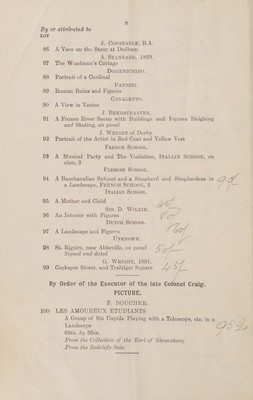 8
By or attributed to
LOT
J. CONSTABLE, R.A.
86 A View on the Stour at Dedham
A. STANNARD, 1829.
87 The Woodman's Cottage
DOMENICHINO.
88 Portrait of a Cardinal
PANNINI.
89 Roman Ruins and Figures
CANALETTO.
90 A View in Venice
J. BEERSTRAATEN.
91 A Frozen River Scene with Buildings and Figures Sleighing
and Skating, on panel
J. WRIGHT of Derby
92 Portrait of the Artist in Red Coat and Yellow Vest
FRENCH SCHOOL.
93 A Musical Party and The Visitation, ITALIAN SCHOOL, on
slate, 2
FLEMISH SCHOOL.
94 A Bacchanalian Subject and a Shepherd and Shepherdess in
a Landscape, FRENCH SCHOOL, 2
ITALIAN SCHOOL.
95 A Mother and Child
SIR D. WILKIE.
96 An Interior with Figures
DUTCH SCHOOL.
97 A Landscape and Figures
UNKNOWN.
98 St. Riquire, near Abbeville, on panel
Signed and dated
G. WRIGHT, 1891.
99 Cockspur Street, and Trafalgar Square
By Order of the Executor of the late Colonel Craig.
PICTURE.
F. BOUCHER.
100 LES AMOUREUX ETUDIANTS
A Group of Six Cupids Playing with a Telescope, etc. in a
Landscape
60in. by 36in.
From the Collection of the Earl of Shrewsbury.
From the Radcliffe Sale.